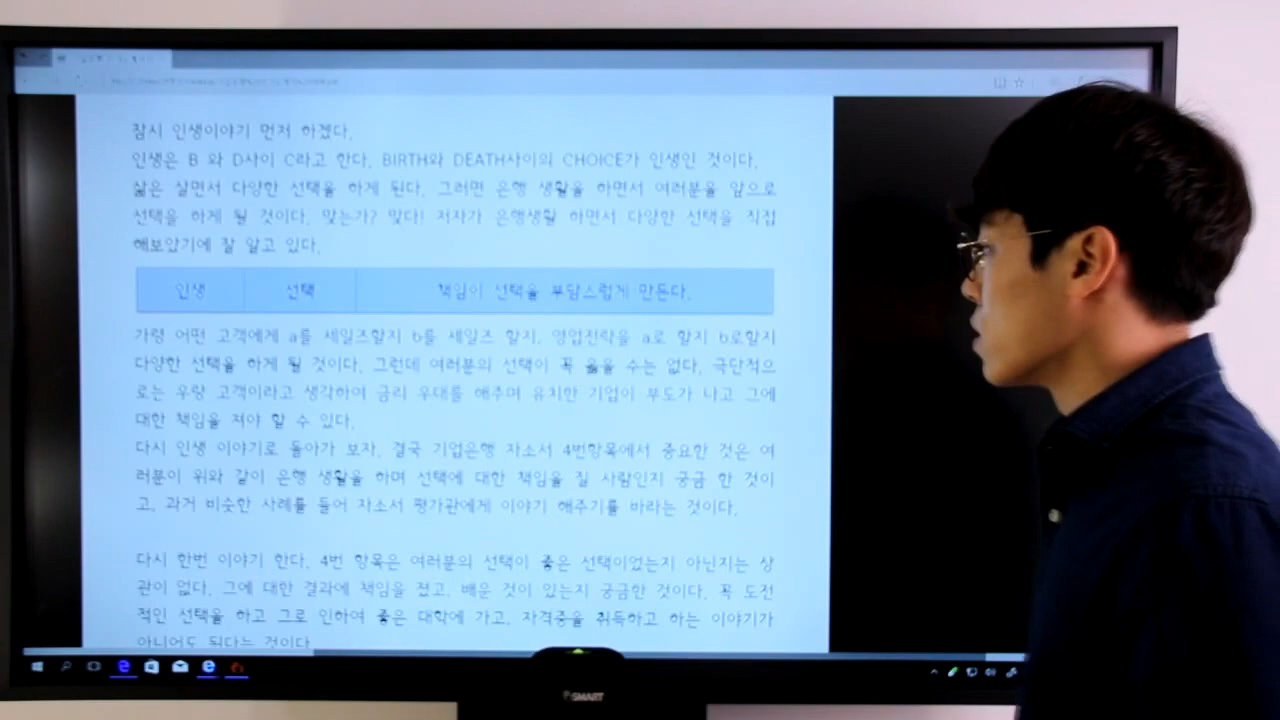 잠시 인생이야기 먼저 하겠다.
인생은 B 와 D사이 C라고 한다. BIRTH와 DEATH사이의 CHOICE가 인생인 것이다.
삶은 살면서 다양한 선택을 하게 된다. 그러면 은행 생활을 하면서 여러분을 앞으로
선택을 하게 될 것이다. 맞는가? 맞다! 저자가 은행생활 하면서 다양한 선택을 직접
해보았기에 잘 알고 있다.
인생 선택 책임이 선택을 부담스럽게 만든다.
가령 어떤 고객에게 a를 세일즈할지 b를 세일즈 할지, 영업전략을 a로 할지 b로할지
다양한 선택을 하게 될 것이다. 그런데 여러분의 선택이 꼭 옳을 수는 없다. 극단적으
로는 우량 고객이라고 생각하여 금리 우대를 해주며 유치한 기업이 부도가 나고 그에
대한 책임을 져야 할 수 있다.
다시 인생 이야기로 돌아가 보자. 결국 기업은행 자소서 4번항목에서 중요한 것은 여
러분이 위와 같이 은행 생활을 하며 선택에 대한 책임을 질 사람인지 궁금 한 것이
고, 과거 비슷한 사례를 들어 자소서 평가관에게 이야기 해주기를 바라는 것이다.
다시 한번 이야기 한다. 4번 항목은 여러분의 선택이 좋은 선택이었는지 아닌지는 상
관이 없다. 그에 대한 결과에 책임을 졌고, 배운 것이 있는지 궁금한 것이다. 꼭 도전
적인 선택을 하고 그로 인하여 좋은 대학에 가고, 자격증을 취득하고 하는 이야기가
아니어도 된다는 것이다
SMART